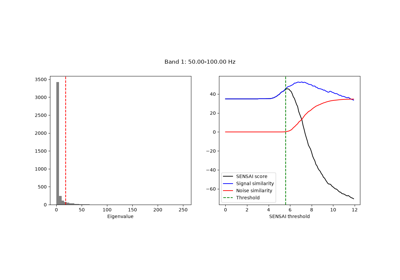 Band 1: 50.00-100.00 Hz
3500
3000
2500
2000
1500
1000
500
0
0 50 100 150 200 250
Eigenvalue
60
40
20
0
−20
−40
−60
SENSAI score
Signal similarity
Noise similarity
Threshold
0 2 4 6 8 10 12
SENSAI threshold